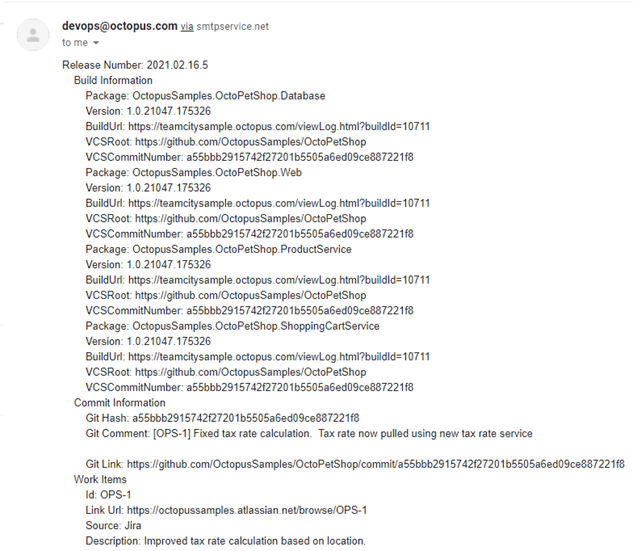 devops@octopus.com via smtpservice.net
to me
Release Number: 2021.02.16.5
Build Information
Package: OctopusSamples.OctoPetShop.Database
Version: 1.0.21047.175326
BuildUrl: https://teamcitysample.octopus.com/viewLog.html?buildId=10711
VCSRoot: https://github.com/OctopusSamples/OctoPetShop
VCSCommitNumber: a55bbb2915742f27201b5505a6ed09ce887221f8
Package: OctopusSamples.OctoPetShop.Web
Version: 1.0.21047.175326
BuildUrl: https://teamcitysample.octopus.com/viewLog.html?buildId=10711
VCSRoot: https://github.com/OctopusSamples/OctoPetShop
VCSCommitNumber: a55bbb2915742f27201b5505a6ed09ce887221f8
Package: OctopusSamples.OctoPetShop.ProductService
Version: 1.0.21047.175326
BuildUrl: https://teamcitysample.octopus.com/viewLog.html?buildId=10711
VCSRoot: https://github.com/OctopusSamples/OctoPetShop
VCSCommitNumber: a55bbb2915742f27201b5505a6ed09ce887221f8
Package: OctopusSamples.OctoPetShop.ShoppingCartService
Version: 1.0.21047.175326
BuildUrl: https://teamcitysample.octopus.com/viewLog.html?buildId=10711
VCSRoot: https://github.com/OctopusSamples/OctoPetShop
VCSCommitNumber: a55bbb2915742f27201b5505a6ed09ce887221f8
Commit Information
Git Hash: a55bbb2915742f27201b5505a6ed09ce887221f8
Git Comment: [OPS-1] Fixed tax rate calculation.  Tax rate now pulled using new tax rate service
Git Link: https://github.com/OctopusSamples/OctoPetShop/commit/a55bbb2915742f27201b5505a6ed09ce887221f8
Work Items
Id: OPS-1
Link Url: https://octopussamples.atlassian.net/browse/OPS-1
Source: Jira
Description: Improved tax rate calculation based on location.